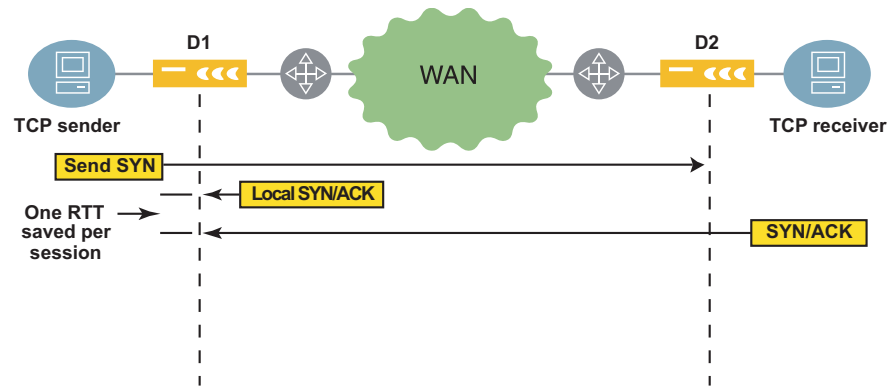 D1
D2
WAN
TCP sender
TCP receiver
Send SYN
Local SYN/ACK
One RTT
saved per
session
SYN/ACK